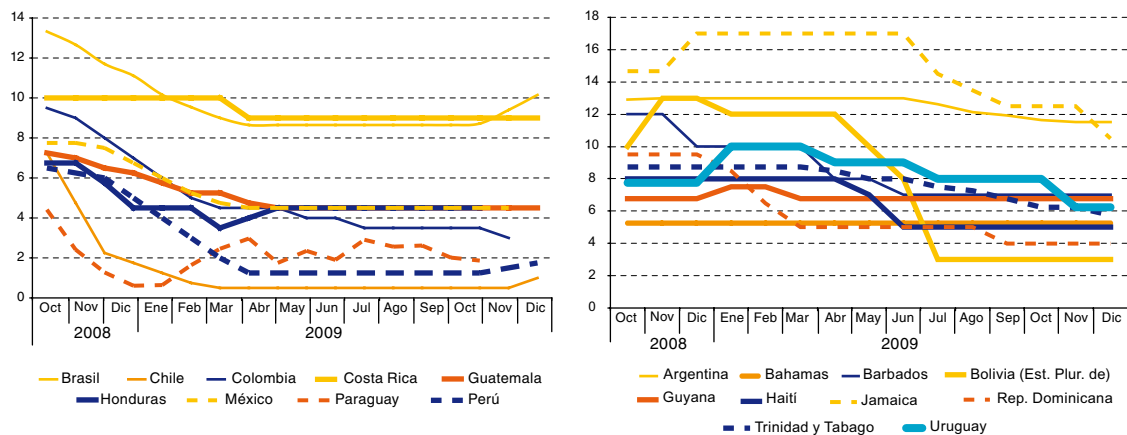 14
12
10
8
6
4
2
0
Oct Nov Dic Ene Feb Mar Abr May Jun Jul Ago Sep Oct Nov Dic
2008 2009
Brasil Chile Colombia Costa Rica Guatemala
Honduras México Paraguay Perú
18
16
14
12
10
8
6
4
2
0
Oct Nov Dic Ene Feb Mar Abr May Jun Jul Ago Sep Oct Nov Dic
2008 2009
Argentina Bahamas Barbados Bolivia (Est. Plur. de)
Guyana Haití Jamaica Rep. Dominicana
Trinidad y Tabago Uruguay